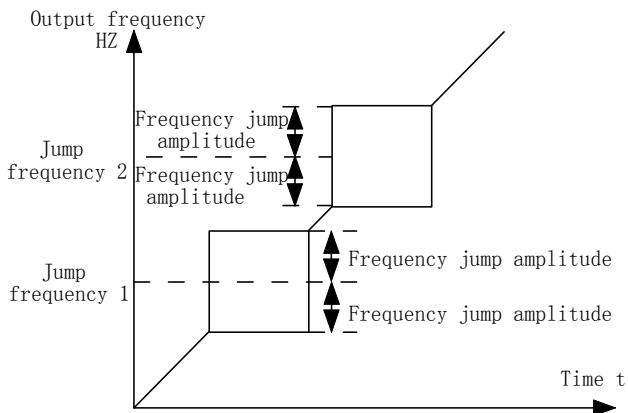 Output frequency
HZ
Frequency jump
amplitude
Jump
frequency 2
Frequency jump
amplitude
Jump
frequency 1
Frequency jump amplitude
Frequency jump amplitude
Time t